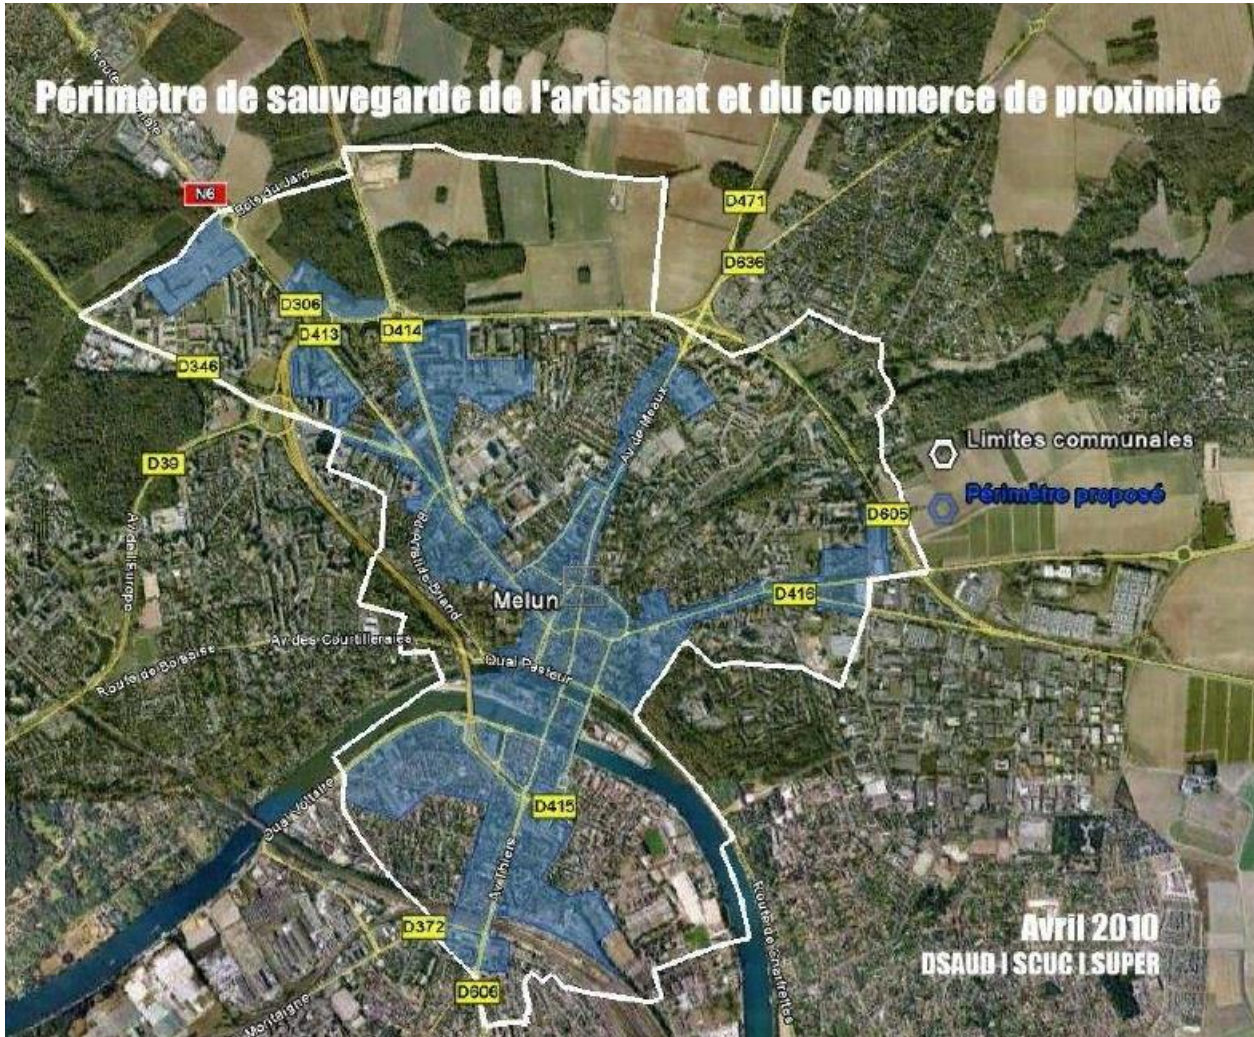 Périmètre de sauvegarde de l'artisanat et du commerce de proximité
N6
Bois du Jard
D471
D636
D306
D413
D414
D346
Av de Meaux
Limites communales
D39
Périmètre proposé
D605
Melun
D416
Av des Courtilleraies
Quai Pasteur
Route de Boissise
Quai Voltaire
D415
Av Thiers
D372
Route de Chartrettes
Avril 2010
DSAUD | SCUC | SUPER
D606
Montaigne